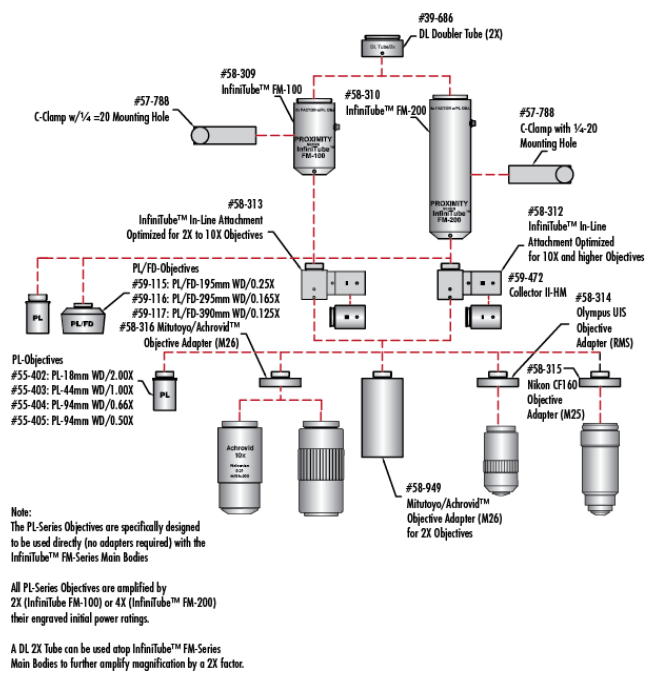 #39-686
DL Doubler Tube (2X)
DL Tube/2x
#58-309
InfiniTube™ FM-100
#58-310
InfiniTube™ FM-200
#57-788
C-Clamp w/¼ =20 Mounting Hole
#57-788
C-Clamp with ¼-20
Mounting Hole
PROXIMITY
InfiniTube™
FM-100
PROXIMITY
InfiniTube™
FM-200
#58-313
InfiniTube™ In-Line Attachment
Optimized for 2X to 10X Objectives
#58-312
InfiniTube™ In-Line
Attachment Optimized
for 10X and higher Objectives
#59-472
Collector II-HM
PL/FD-Objectives
#59-115: PL/FD-195mm WD/0.25X
#59-116: PL/FD-295mm WD/0.165X
#59-117: PL/FD-390mm WD/0.125X
PL
PL/FD
#58-316 Mitutoyo/Achrovid™
Objective Adapter (M26)
#58-314
Olympus UIS
Objective
Adapter (RMS)
#58-315
Nikon CF160
Objective
Adapter (M25)
PL-Objectives
#55-402: PL-18mm WD/2.00X
#55-403: PL-44mm WD/1.00X
#55-404: PL-94mm WD/0.66X
#55-405: PL-94mm WD/0.50X
PL
Achrovid
10x
#58-949
Mitutoyo/Achrovid™
Objective Adapter (M26)
for 2X Objectives
Note:
The PL-Series Objectives are specifically designed
to be used directly (no adapters required) with the
InfiniTube™ FM-Series Main Bodies
All PL-Series Objectives are amplified by
2X (InfiniTube FM-100) or 4X (InfiniTube™ FM-200)
their engraved initial power ratings.
A DL 2X Tube can be used atop InfiniTube™ FM-Series
Main Bodies to further amplify magnification by a 2X factor.